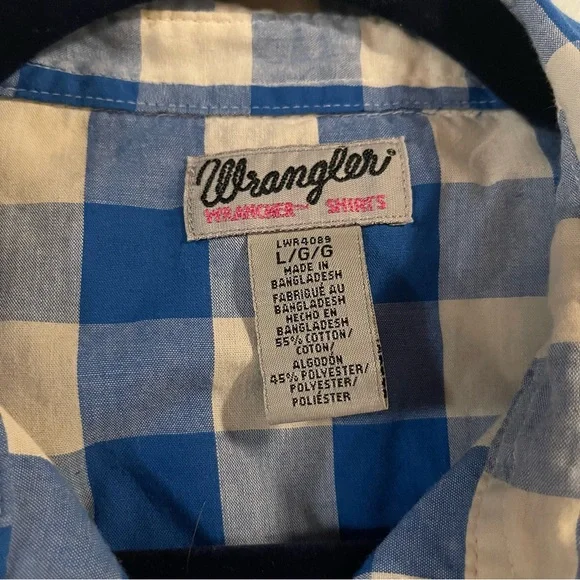 Wrangler
WRANCHER SHIRTS
LWR4089
L/G/G
MADE IN
BANGLADESH
FABRIQUÉ AU
BANGLADESH
HECHO EN
BANGLADESH
55% COTTON/
COTON/
ALGODÓN
45% POLYESTER/
POLYESTER/
POLIÉSTER